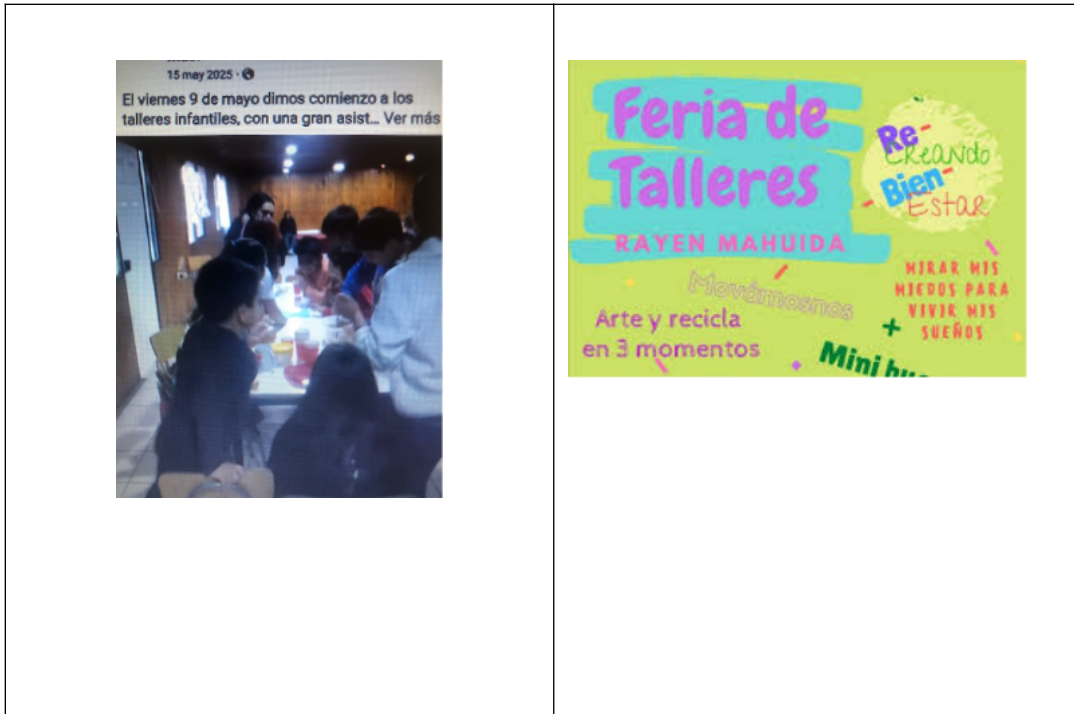 15 may 2025 ·
El viernes 9 de mayo dimos comienzo a los
talleres infantiles, con una gran asist... Ver más
Feria de
Talleres
RAYEN MAHUIDA
Re-
Creando
Bien-
Estar
Movámosnos
MIRAR MIS
MIEDOS PARA
VIVIR MIS
SUEÑOS
+
Arte y recicla
en 3 momentos
Mini